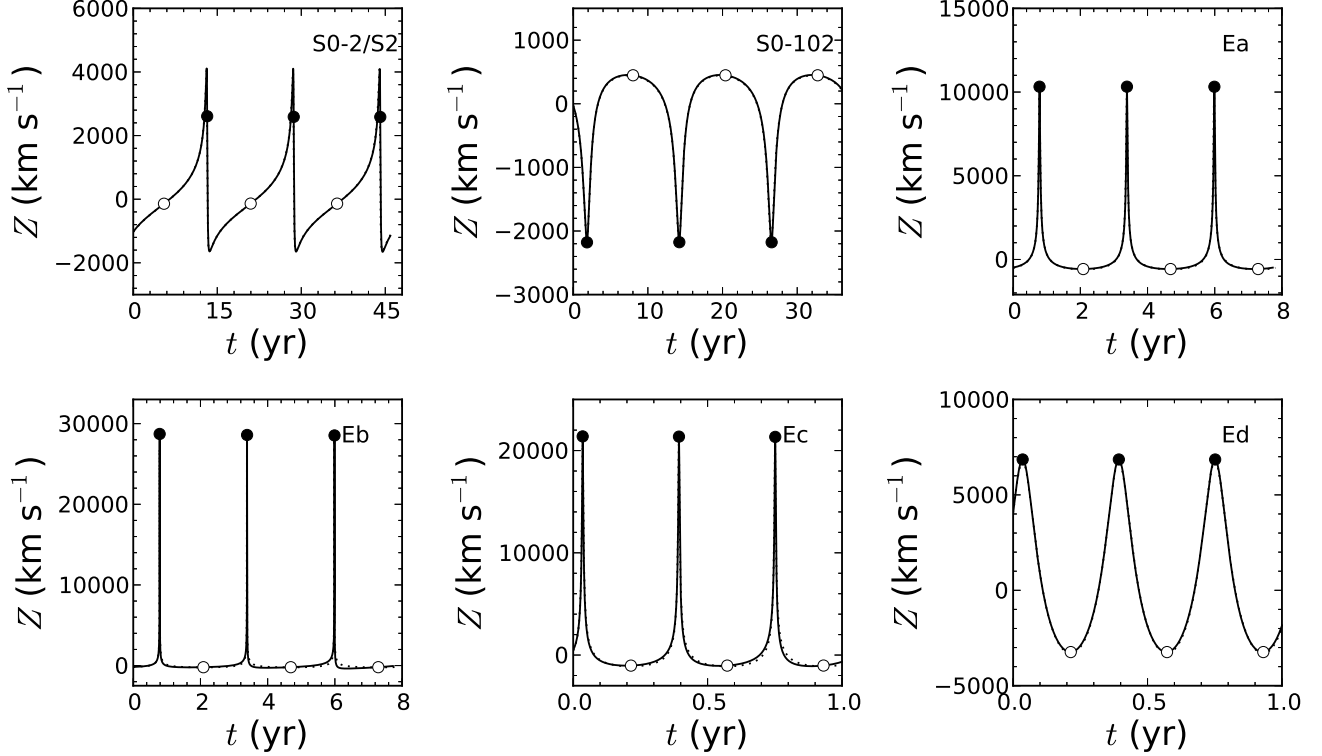 6000
4000
2000
0
−2000
Z (km s−1)
S0-2/S2
0 15 30 45
t (yr)
1000
0
−1000
−2000
−3000
Z (km s−1)
S0-102
0 10 20 30
t (yr)
15000
10000
5000
0
Z (km s−1)
Ea
0 2 4 6 8
t (yr)
30000
20000
10000
0
Z (km s−1)
Eb
0 2 4 6 8
t (yr)
20000
10000
0
Z (km s−1)
Ec
0.0 0.5 1.0
t (yr)
10000
5000
0
−5000
Z (km s−1)
Ed
0.0 0.5 1.0
t (yr)